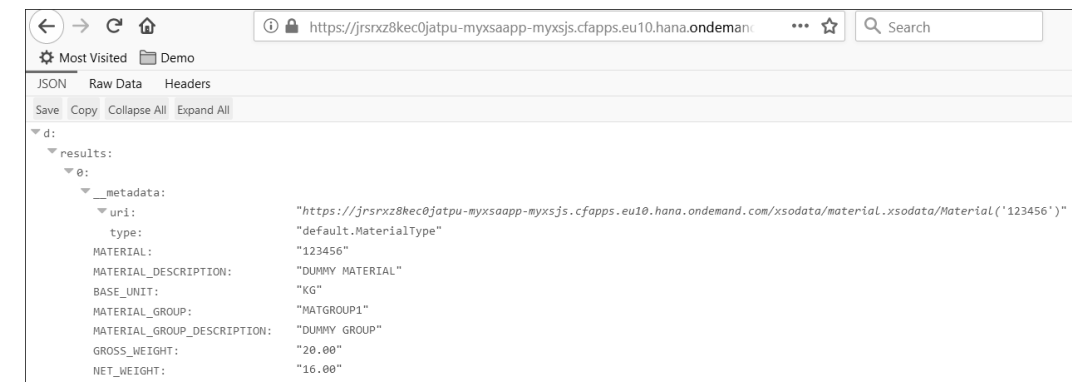 https://jrsrxz8kec0jatpu-myxsaapp-myxsjs.cfapps.eu10.hana.ondemand Search
Most Visited Demo
JSON Raw Data Headers
Save Copy Collapse All Expand All
d:
results:
0:
__metadata:
uri: "https://jrsrxz8kec0jatpu-myxsaapp-myxsjs.cfapps.eu10.hana.ondemand.com/xsodata/material.xsodata/Material('123456')"
type: "default.MaterialType"
MATERIAL: "123456"
MATERIAL_DESCRIPTION: "DUMMY MATERIAL"
BASE_UNIT: "KG"
MATERIAL_GROUP: "MATGROUP1"
MATERIAL_GROUP_DESCRIPTION: "DUMMY GROUP"
GROSS_WEIGHT: "20.00"
NET_WEIGHT: "16.00"